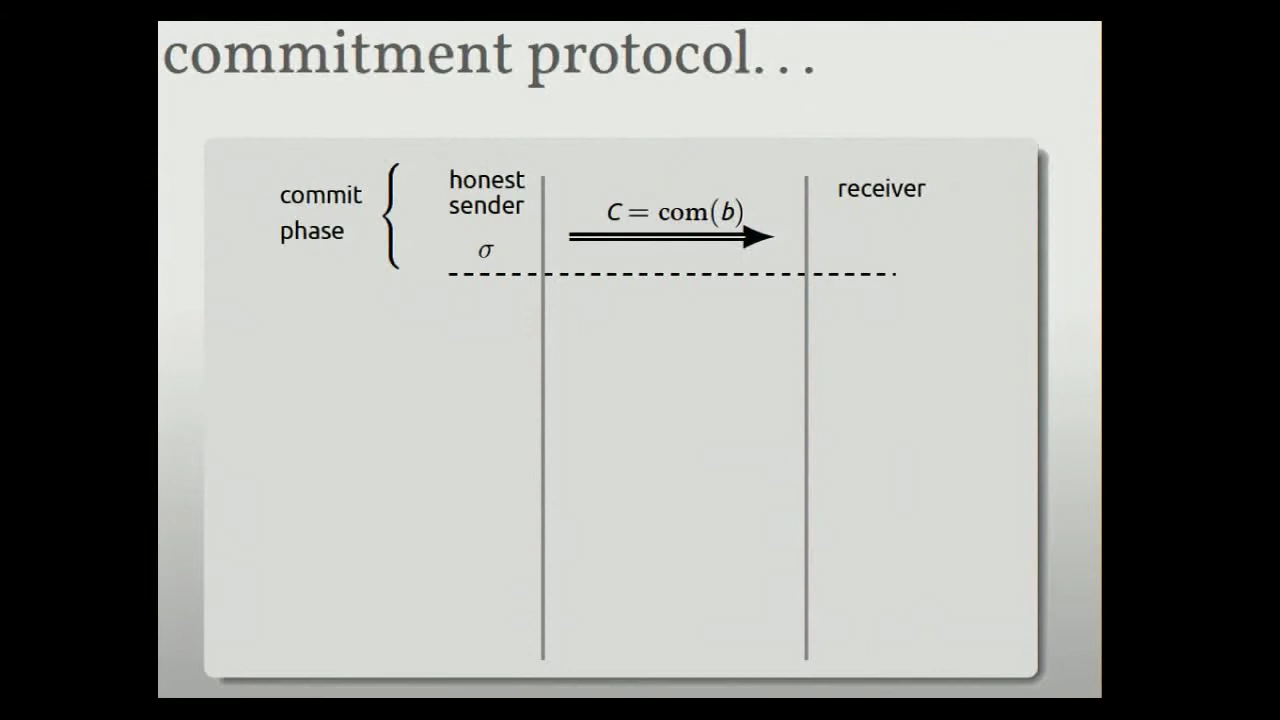 commitment protocol...
commit
phase
honest
sender
σ
C = com(b)
receiver